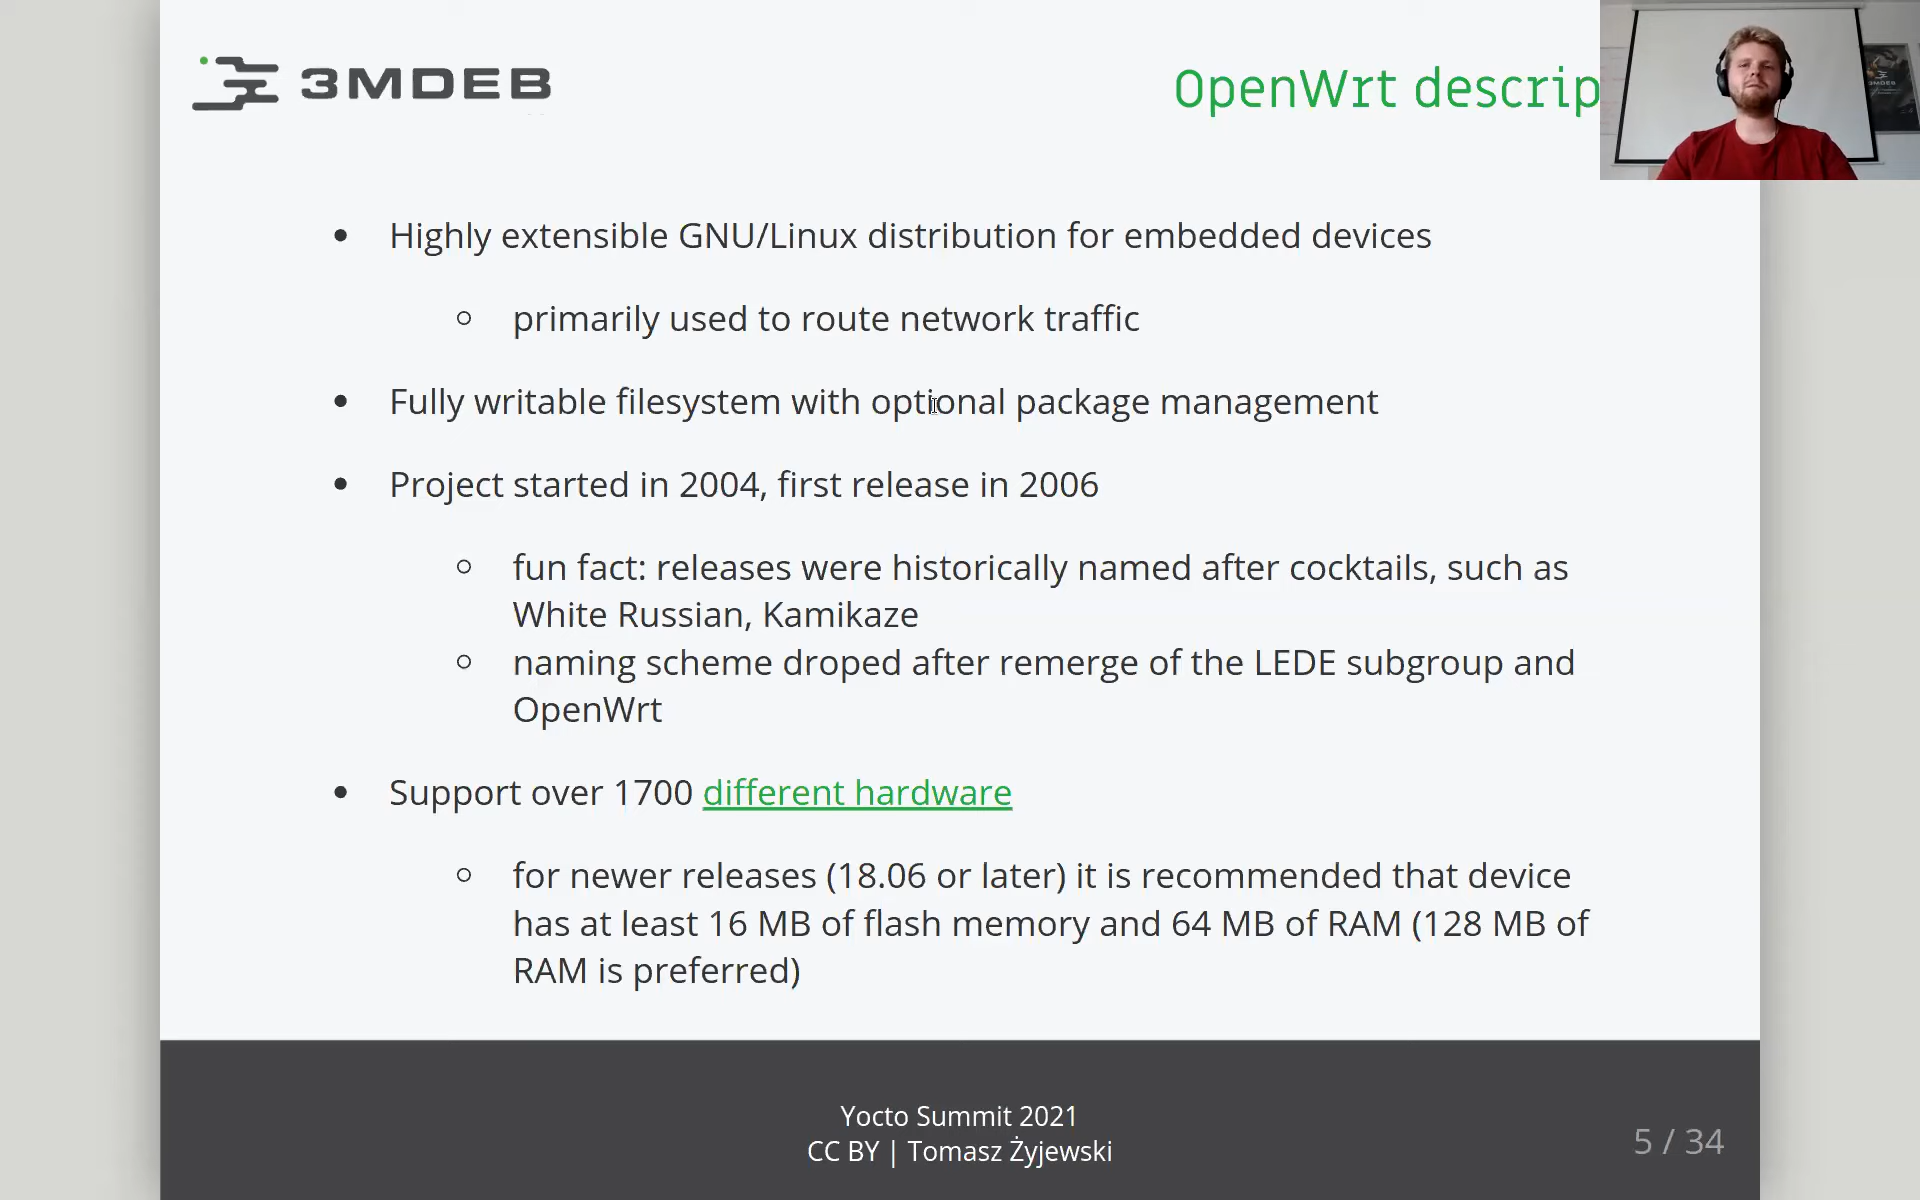 3MDEB
OpenWrt descrip
Highly extensible GNU/Linux distribution for embedded devices
primarily used to route network traffic
Fully writable filesystem with optional package management
Project started in 2004, first release in 2006
fun fact: releases were historically named after cocktails, such as
White Russian, Kamikaze
naming scheme droped after remerge of the LEDE subgroup and
OpenWrt
Support over 1700 different hardware
for newer releases (18.06 or later) it is recommended that device
has at least 16 MB of flash memory and 64 MB of RAM (128 MB of
RAM is preferred)
Yocto Summit 2021
CC BY | Tomasz Żyjewski
5 / 34